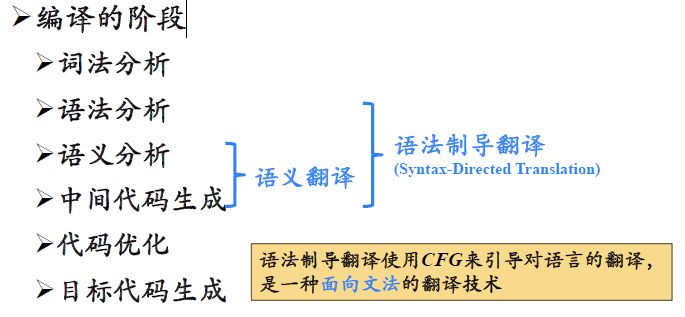 ➢编译的阶段
➢词法分析
➢语法分析
➢语义分析
➢中间代码生成
➢代码优化
➢目标代码生成
语义翻译
语法制导翻译
(Syntax-Directed Translation)
语法制导翻译使用CFG来引导对语言的翻译，
是一种面向文法的翻译技术